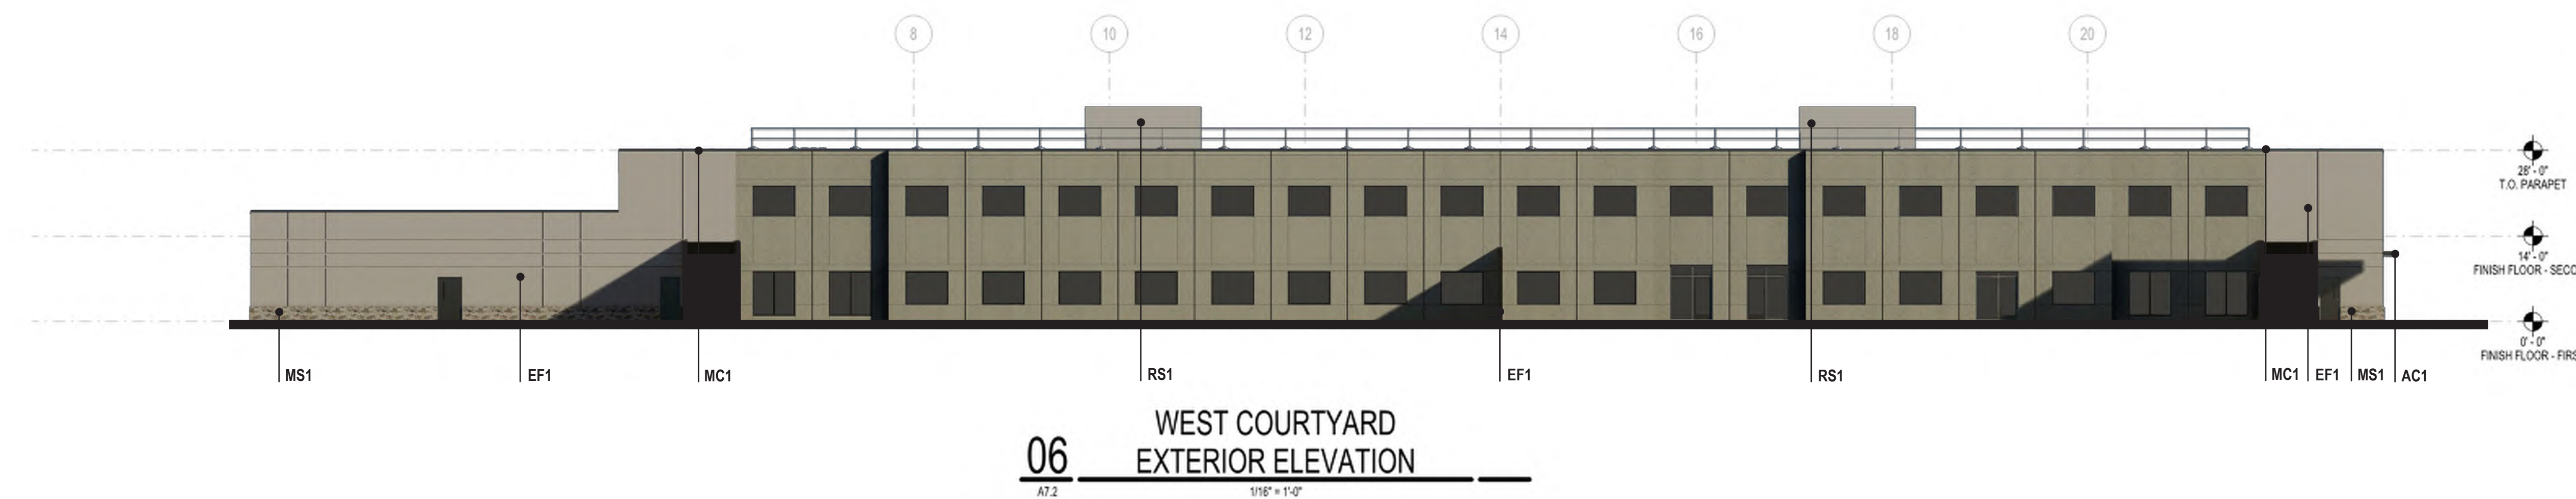 8 10 12 14 16 18 20
28' - 0"
T.O. PARAPET
14' - 0"
FINISH FLOOR - SECO
0' - 0"
FINISH FLOOR - FIRS
MS1 EF1 MC1 RS1 EF1 RS1 MC1 EF1 MS1 AC1
WEST COURTYARD
06 EXTERIOR ELEVATION
A7.2 1/16" = 1'-0"